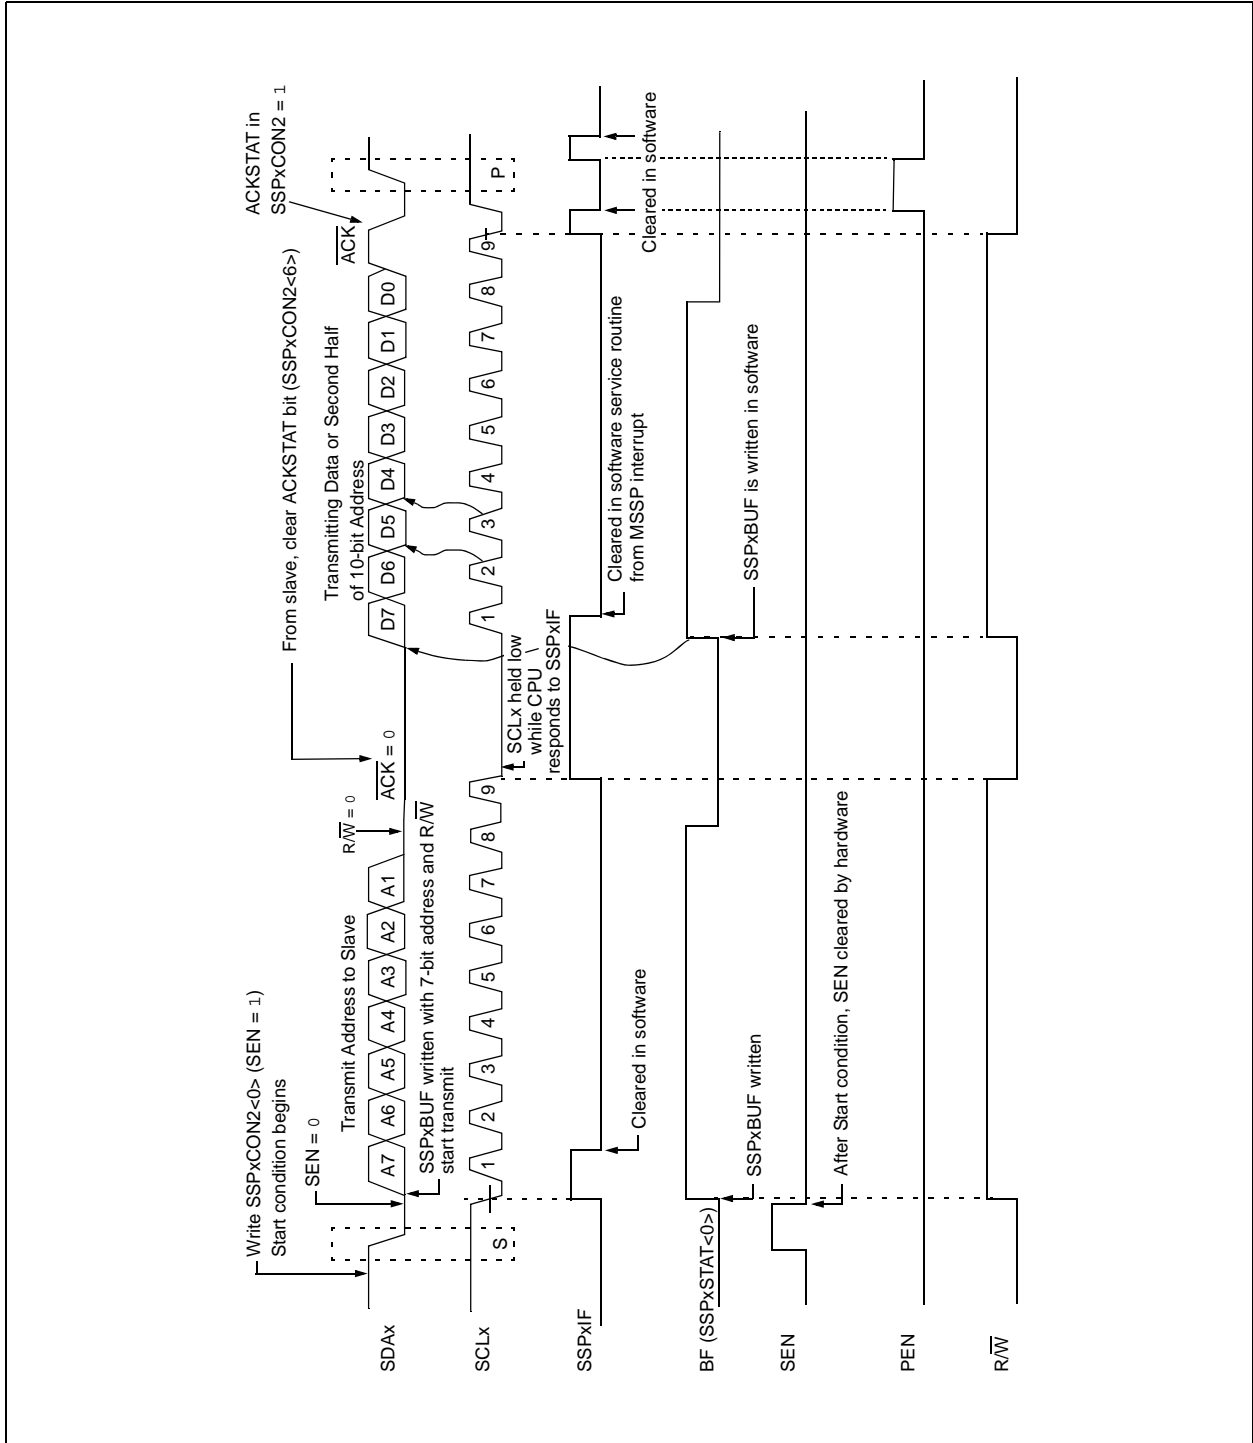 Write SSPxCON2<0> (SEN = 1)
Start condition begins
From slave, clear ACKSTAT bit (SSPxCON2<6>)
ACKSTAT in
SSPxCON2 = 1
SEN = 0
Transmit Address to Slave
R/W = 0
ACK = 0
Transmitting Data or Second Half
of 10-bit Address
ACK
SDAx
A7 A6 A5 A4 A3 A2 A1
D7 D6 D5 D4 D3 D2 D1 D0
SSPxBUF written with 7-bit address and R/W
start transmit
SCLx
S
1 2 3 4 5 6 7 8 9
1 2 3 4 5 6 7 8 9
P
SCLx held low
while CPU
responds to SSPxIF
SSPxIF
Cleared in software
Cleared in software service routine
from MSSP interrupt
Cleared in software
BF (SSPxSTAT<0>)
SSPxBUF written
SSPxBUF is written in software
SEN
After Start condition, SEN cleared by hardware
PEN
R/W